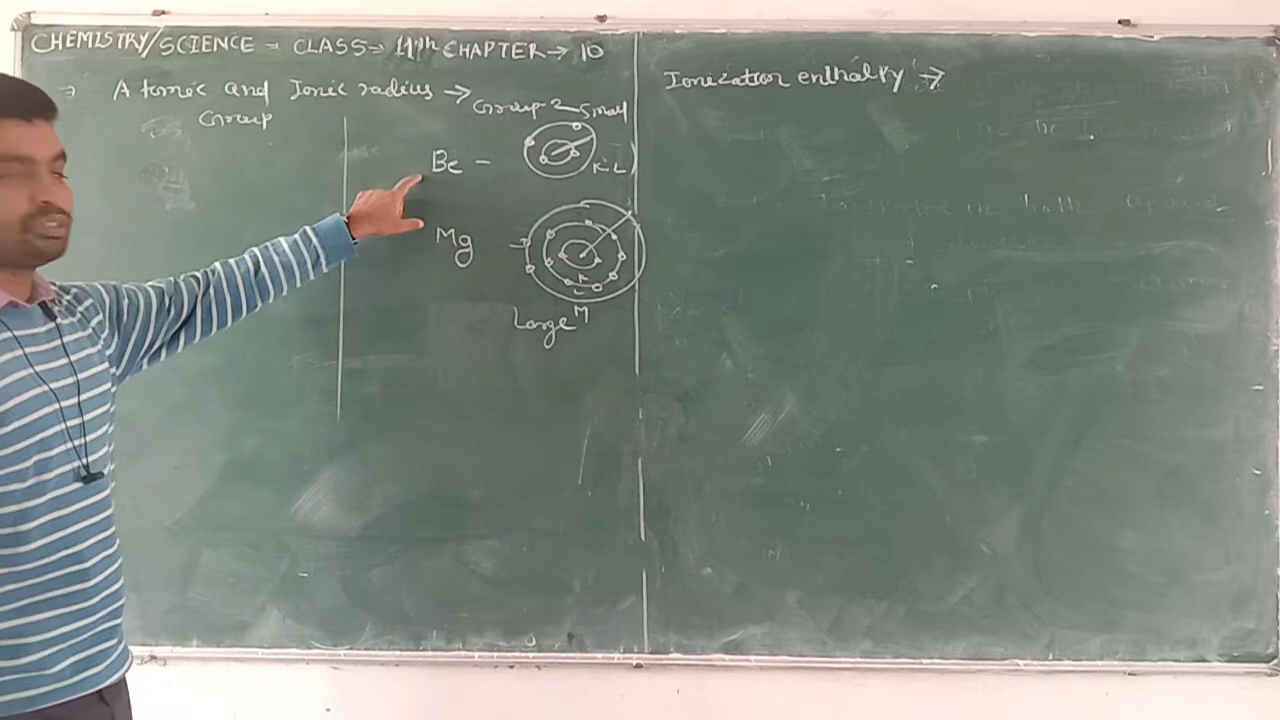 CHEMISTRY/SCIENCE - CLASS→ 11th CHAPTER → 10
→ Atomic and Ionic radius →
Group
Group 2 Small
Be -
K L
Mg -
K
L
M
Large
Ionization enthalpy →